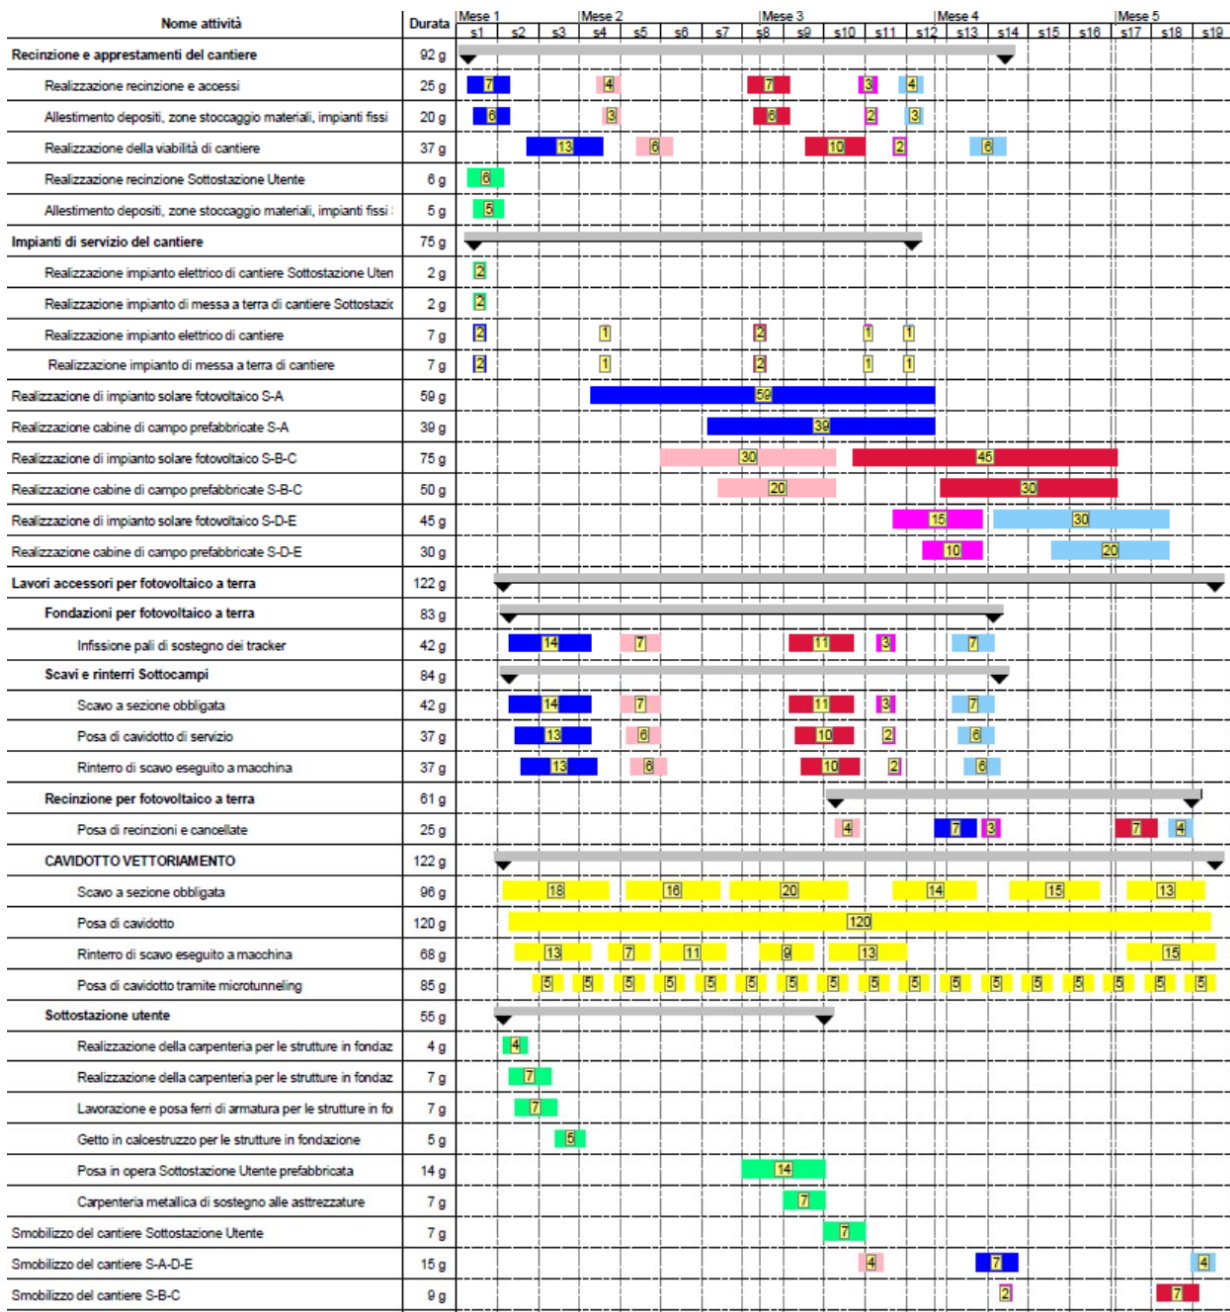 Nome attività Durata Mese 1 Mese 2 Mese 3 Mese 4 Mese 5
s1 s2 s3 s4 s5 s6 s7 s8 s9 s10 s11 s12 s13 s14 s15 s16 s17 s18 s19
Recinzione e apprestamenti del cantiere 92 g
Realizzazione recinzione e accessi 25 g 7 4 7 3 4
Allestimento depositi, zone stoccaggio materiali, impianti fissi 20 g 6 3 6 2 3
Realizzazione della viabilità di cantiere 37 g 13 6 10 2 6
Realizzazione recinzione Sottostazione Utente 6 g 6
Allestimento depositi, zone stoccaggio materiali, impianti fissi 5 g 5
Impianti di servizio del cantiere 75 g
Realizzazione impianto elettrico di cantiere Sottostazione Uten 2 g 2
Realizzazione impianto di messa a terra di cantiere Sottostazic 2 g 2
Realizzazione impianto elettrico di cantiere 7 g 2 1 2 1 1
Realizzazione impianto di messa a terra di cantiere 7 g 2 1 2 1 1
Realizzazione di impianto solare fotovoltaico S-A 59 g 59
Realizzazione cabine di campo prefabbricate S-A 39 g 39
Realizzazione di impianto solare fotovoltaico S-B-C 75 g 30 45
Realizzazione cabine di campo prefabbricate S-B-C 50 g 20 30
Realizzazione di impianto solare fotovoltaico S-D-E 45 g 15 30
Realizzazione cabine di campo prefabbricate S-D-E 30 g 10 20
Lavori accessori per fotovoltaico a terra 122 g
Fondazioni per fotovoltaico a terra 83 g
Infissione pali di sostegno dei tracker 42 g 14 7 11 3 7
Scavi e rinterri Sottocampi 84 g
Scavo a sezione obbligata 42 g 14 7 11 3 7
Posa di cavidotto di servizio 37 g 13 6 10 2 6
Rinterro di scavo eseguito a macchina 37 g 13 6 10 2 6
Recinzione per fotovoltaico a terra 61 g
Posa di recinzioni e cancellate 25 g 4 7 3 7 4
CAVIDOTTO VETTORIAMENTO 122 g
Scavo a sezione obbligata 96 g 18 16 20 14 15 13
Posa di cavidotto 120 g 120
Rinterro di scavo eseguito a macchina 68 g 13 7 11 9 13 15
Posa di cavidotto tramite microtunneling 85 g 5 5 5 5 5 5 5 5 5 5 5 5 5 5 5 5 5
Sottostazione utente 55 g
Realizzazione della carpenteria per le strutture in fondaz 4 g 4
Realizzazione della carpenteria per le strutture in fondaz 7 g 7
Lavorazione e posa ferri di armatura per le strutture in fo 7 g 7
Getto in calcestruzzo per le strutture in fondazione 5 g 5
Posa in opera Sottostazione Utente prefabbricata 14 g 14
Carpenteria metallica di sostegno alle asttrezzature 7 g 7
Smobilizzo del cantiere Sottostazione Utente 7 g 7
Smobilizzo del cantiere S-A-D-E 15 g 4 7 4
Smobilizzo del cantiere S-B-C 9 g 2 7